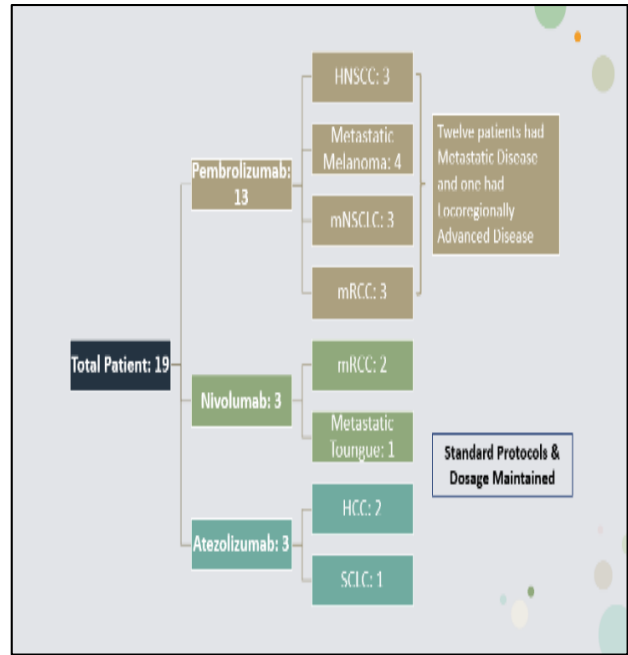 HNSCC: 3
Metastatic
Melanoma: 4
Pembrolizumab:
13
mNSCLC: 3
mRCC: 3
Twelve patients had
Metastatic Disease
and one had
Locoregionally
Advanced Disease
Total Patient: 19
Nivolumab: 3
mRCC: 2
Metastatic
Toungue: 1
Standard Protocols &
Dosage Maintained
Atezolizumab: 3
HCC: 2
SCLC: 1